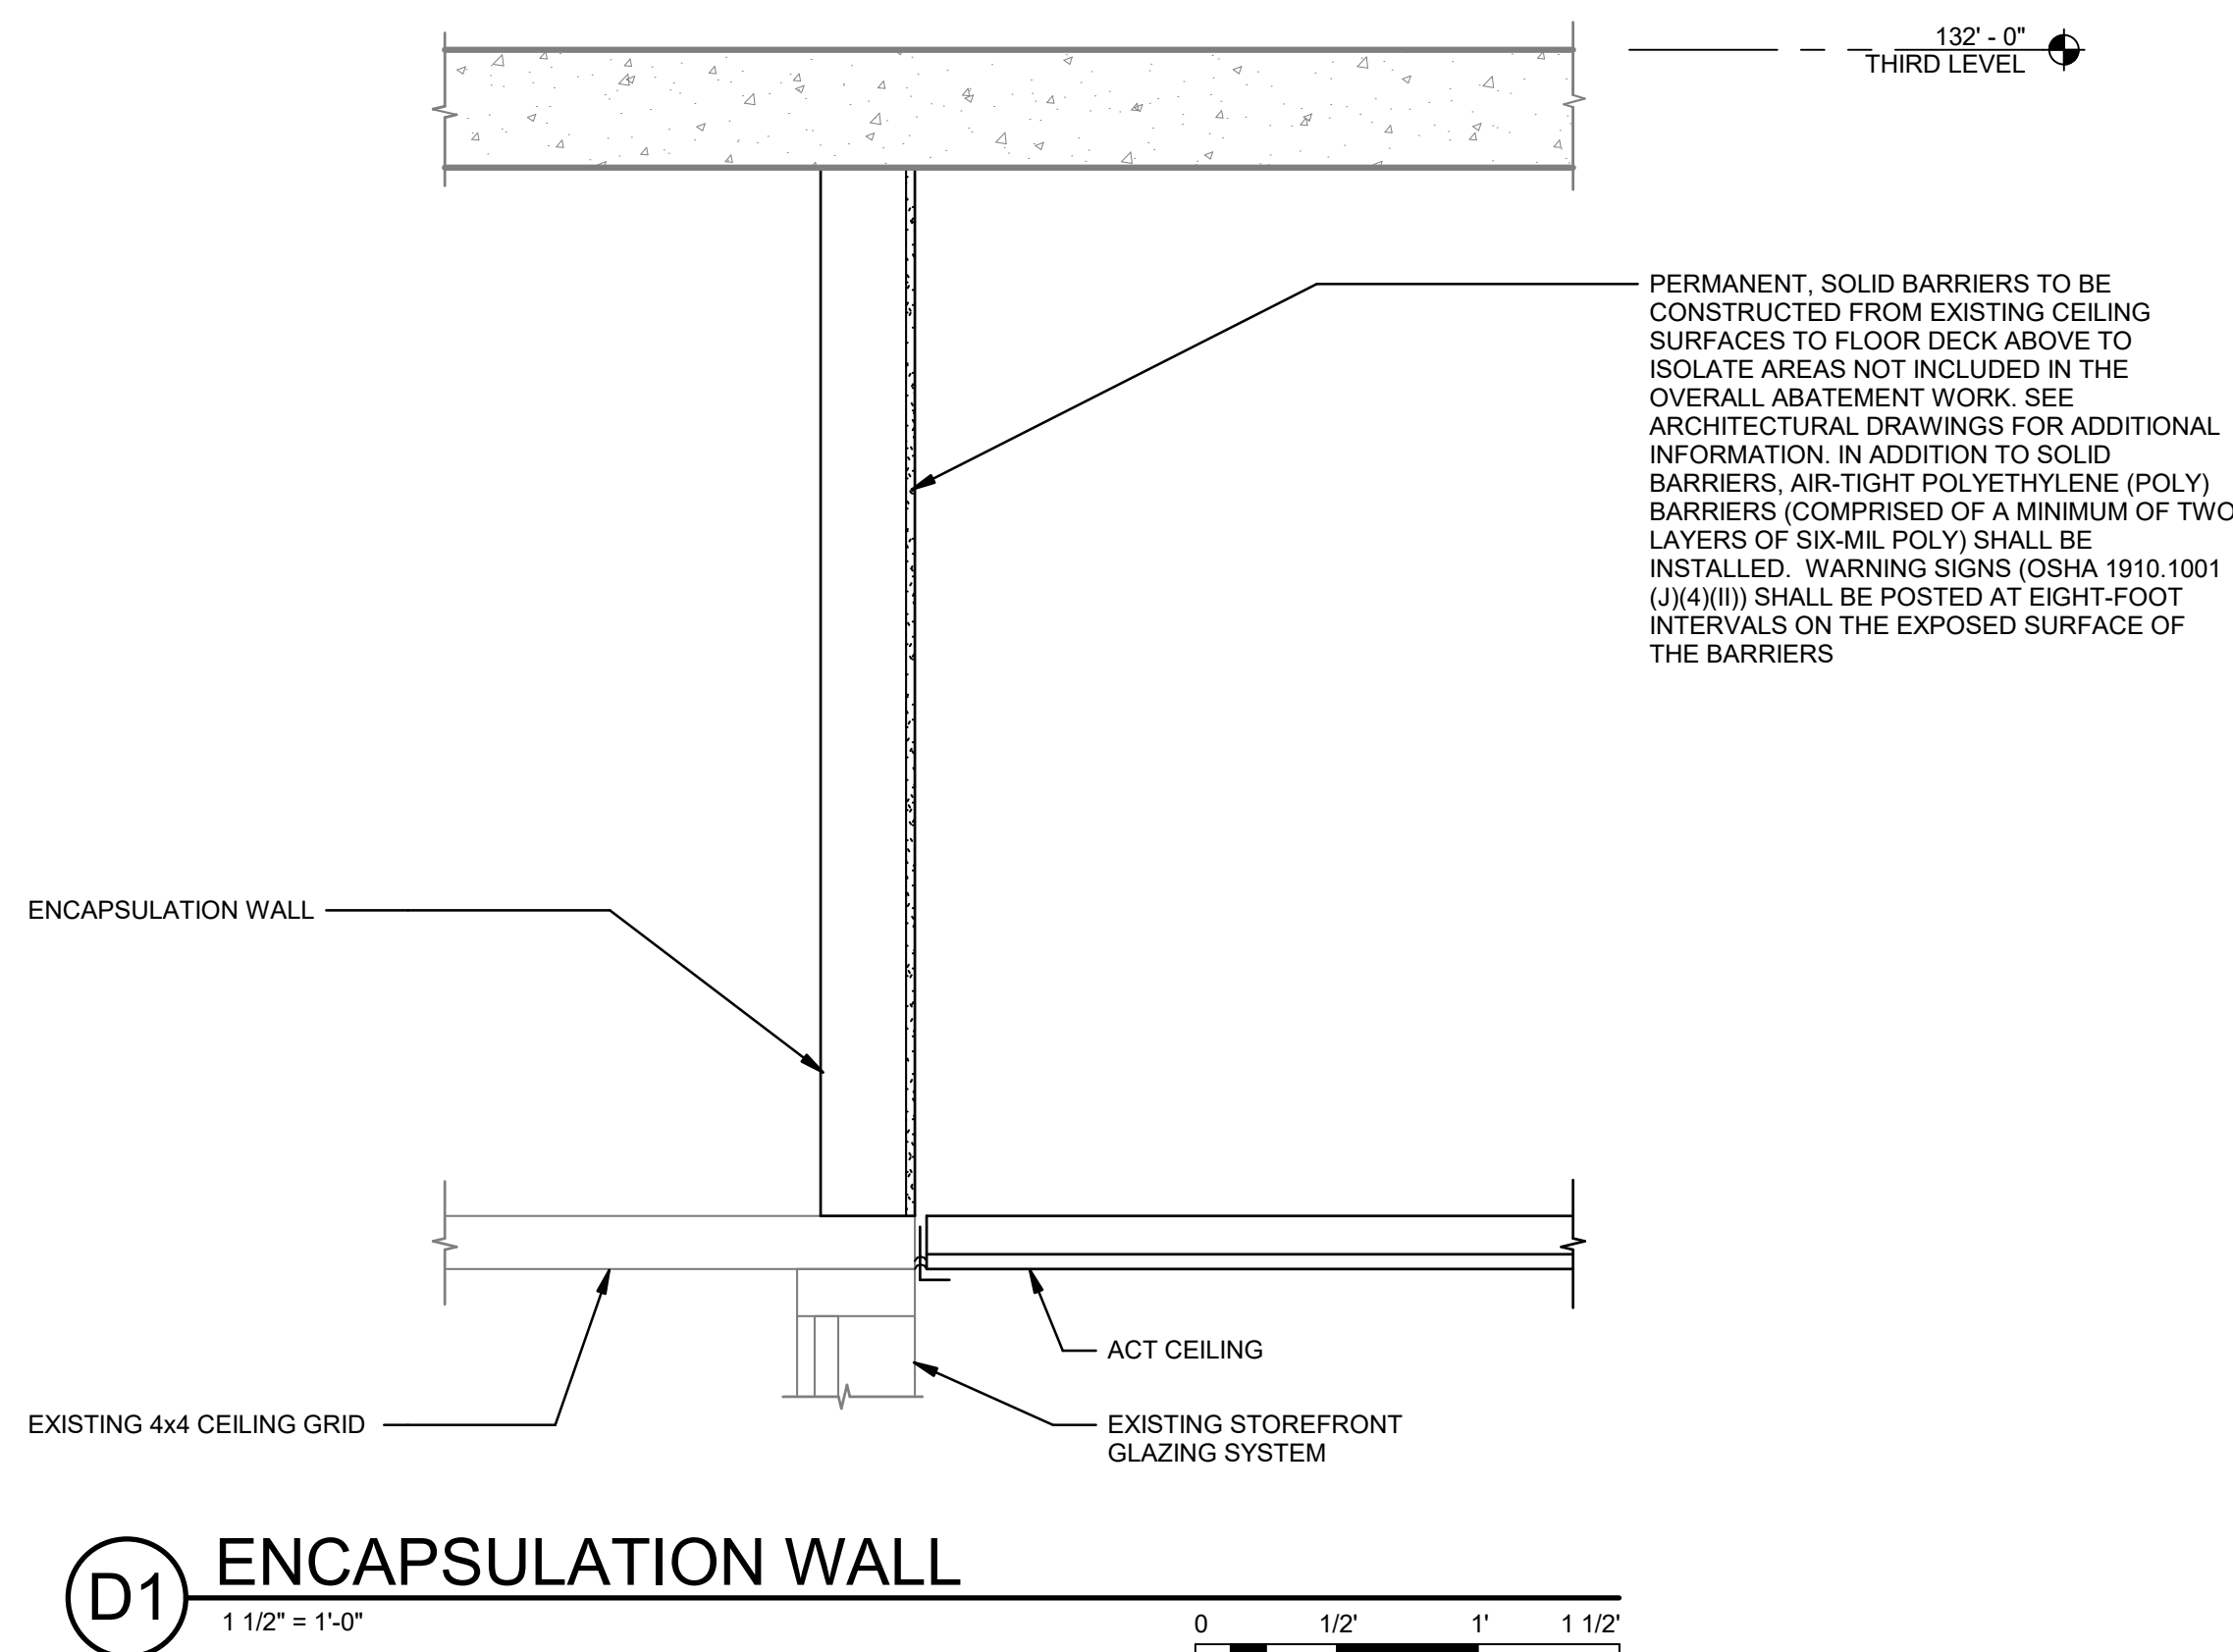 132' - 0"
THIRD LEVEL
PERMANENT, SOLID BARRIERS TO BE
CONSTRUCTED FROM EXISTING CEILING
SURFACES TO FLOOR DECK ABOVE TO
ISOLATE AREAS NOT INCLUDED IN THE
OVERALL ABATEMENT WORK. SEE
ARCHITECTURAL DRAWINGS FOR ADDITIONAL
INFORMATION. IN ADDITION TO SOLID
BARRIERS, AIR-TIGHT POLYETHYLENE (POLY)
BARRIERS (COMPRISED OF A MINIMUM OF TWO
LAYERS OF SIX-MIL POLY) SHALL BE
INSTALLED.  WARNING SIGNS (OSHA 1910.1001
(J)(4)(II)) SHALL BE POSTED AT EIGHT-FOOT
INTERVALS ON THE EXPOSED SURFACE OF
THE BARRIERS
ENCAPSULATION WALL
ACT CEILING
EXISTING 4x4 CEILING GRID
EXISTING STOREFRONT
GLAZING SYSTEM
D1
ENCAPSULATION WALL
1 1/2" = 1'-0"
0 1/2' 1' 1 1/2'